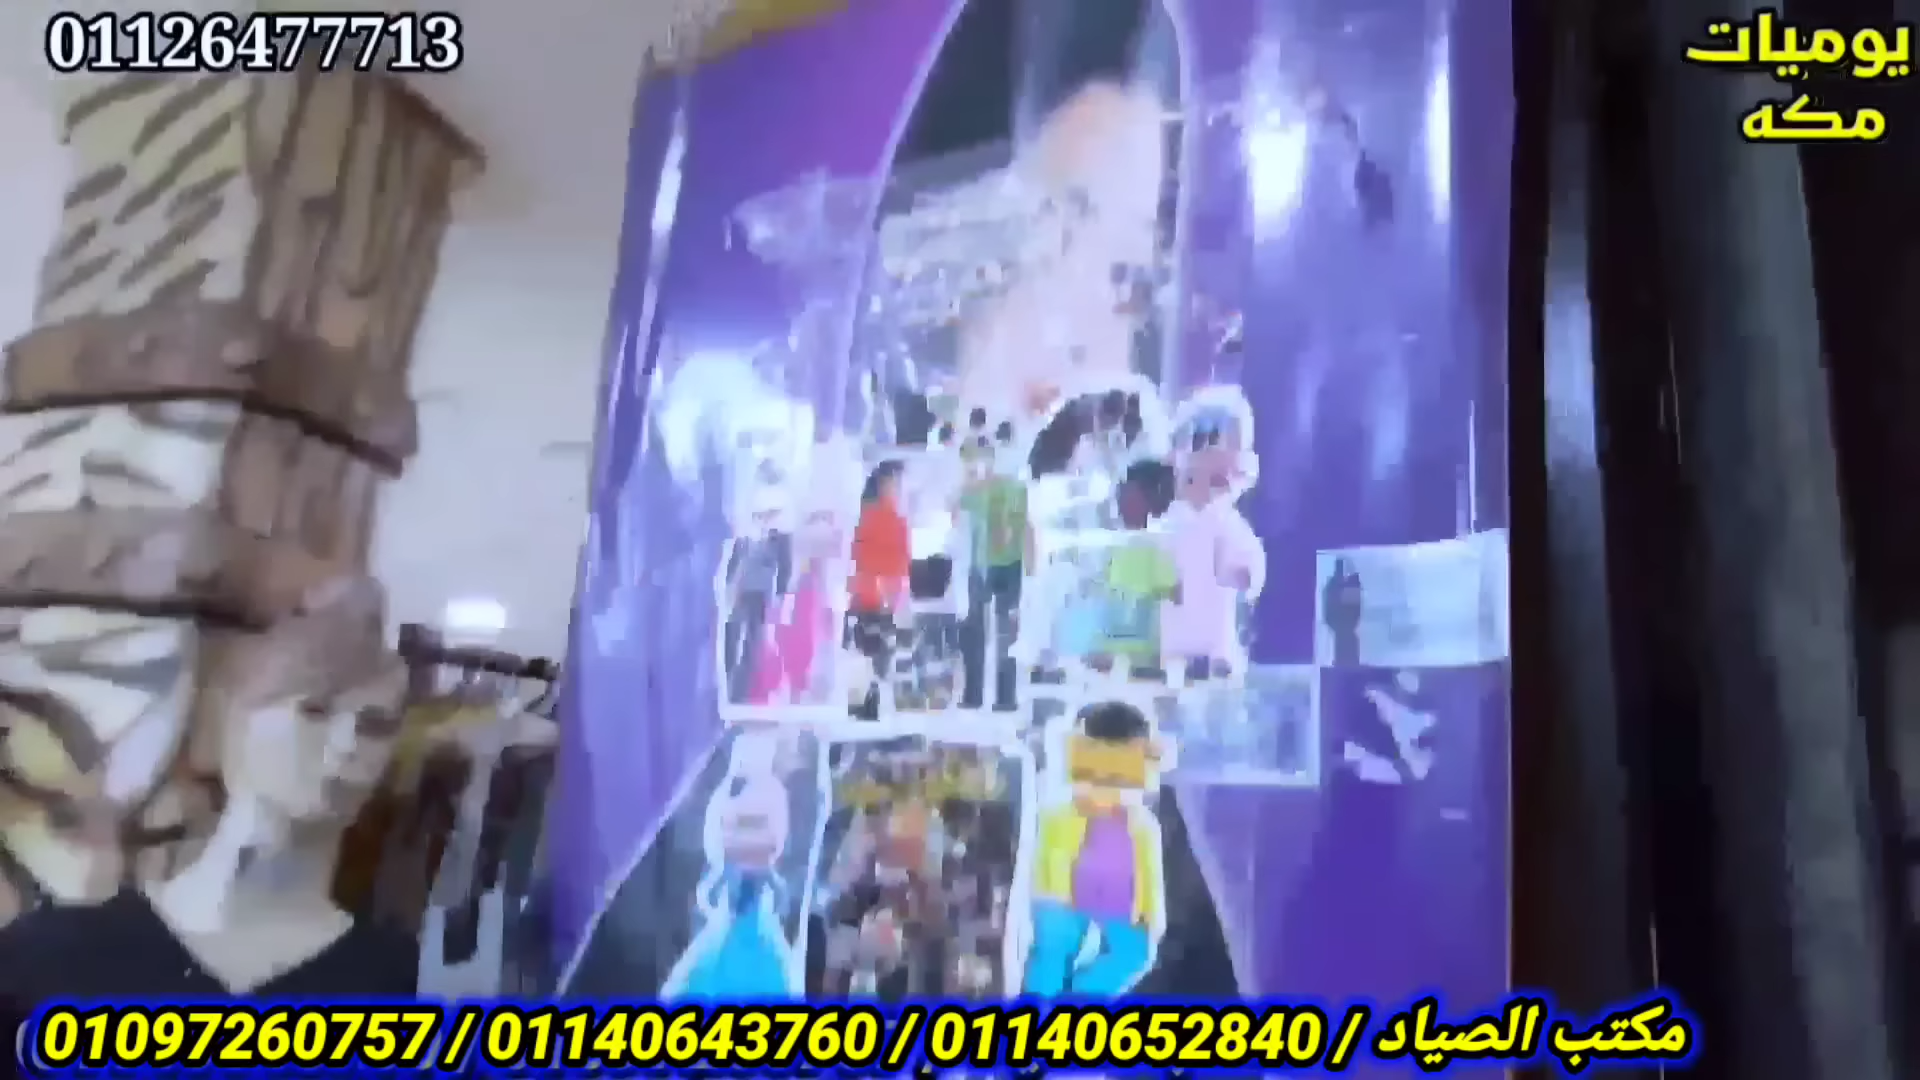 01126477713
يوميات
مكه
مكتب الصياد / 01140652840 / 01140643760 / 01097260757